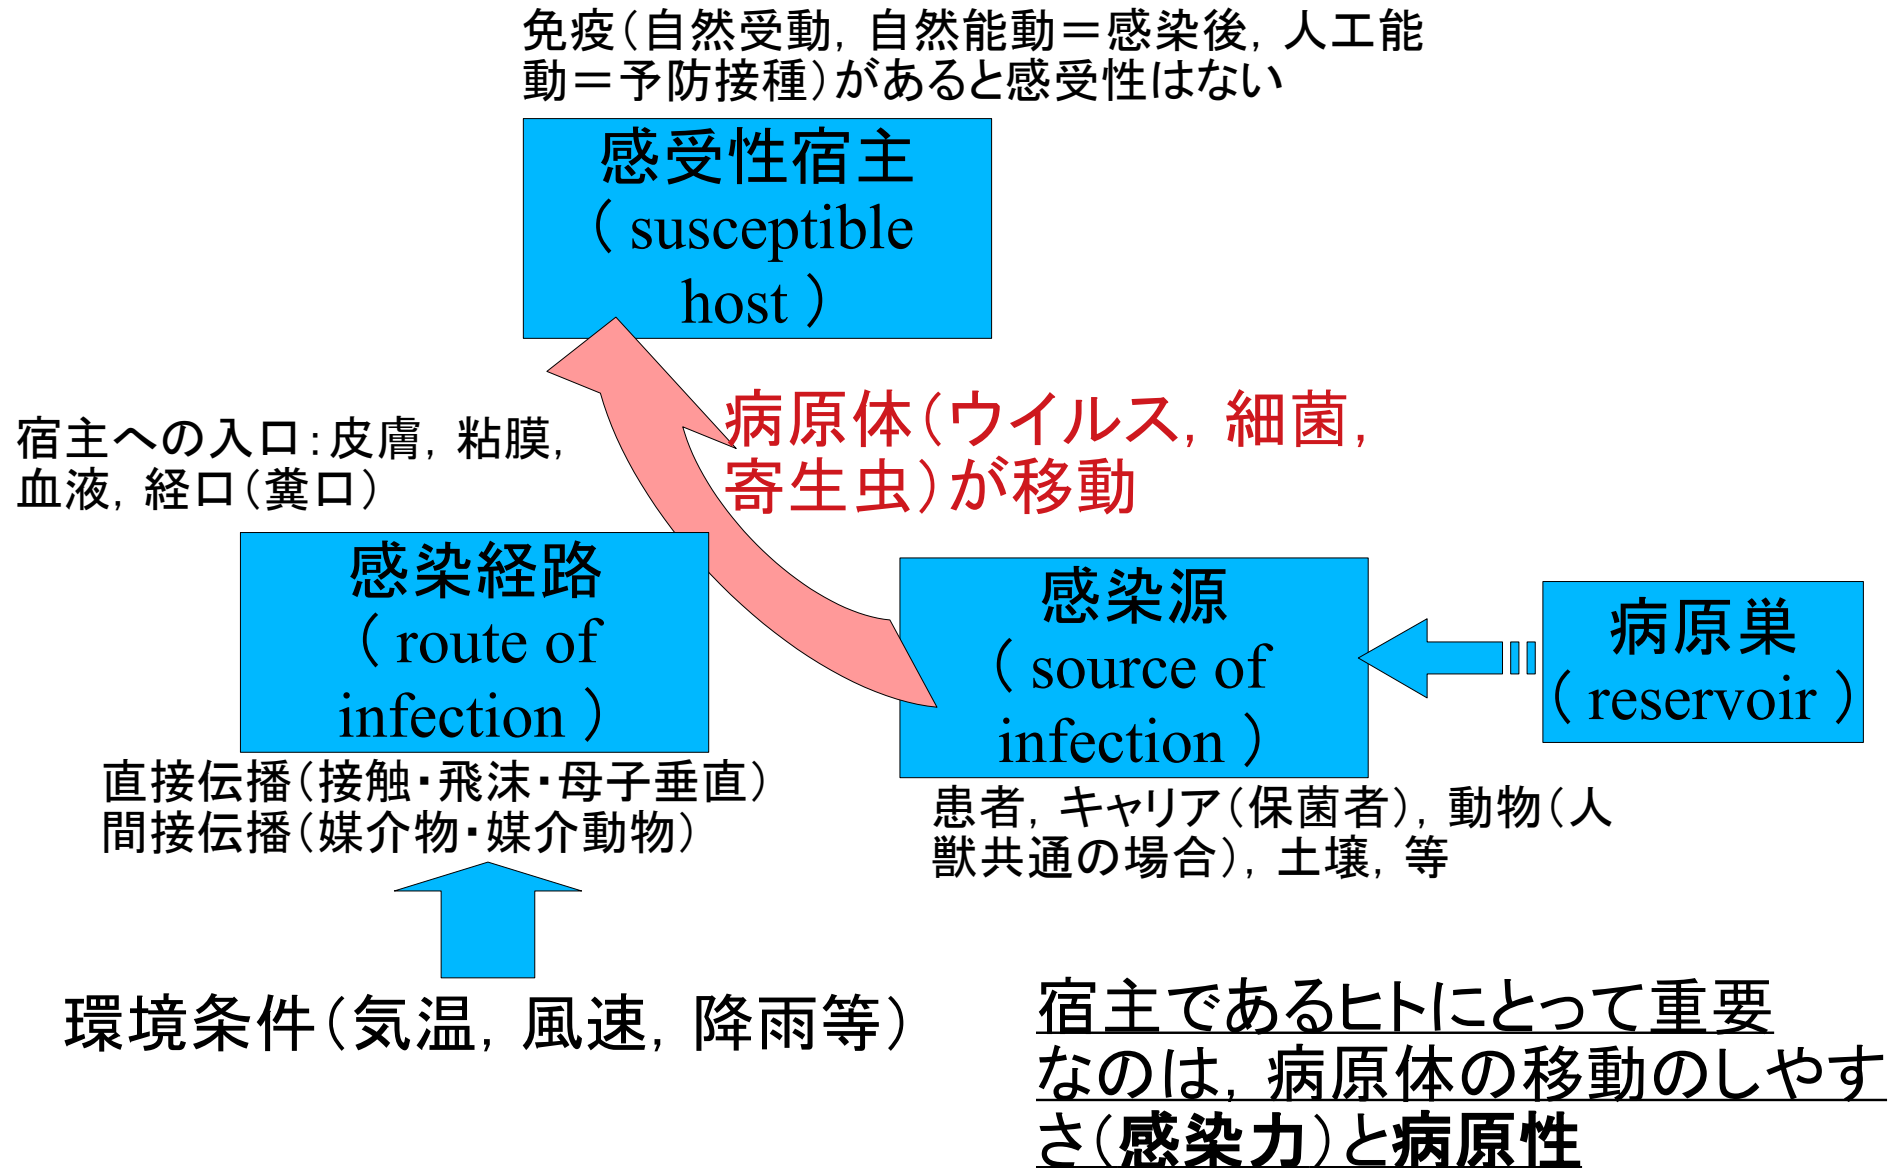 免疫（自然受動，自然能動＝感染後，人工能
動＝予防接種）があると感受性はない
感受性宿主
（ susceptible
host ）
病原体（ウイルス，細菌，
寄生虫）が移動
宿主への入口：皮膚，粘膜，
血液，経口（糞口）
感染経路
（ route of
infection ）
直接伝播（接触・飛沫・母子垂直）
間接伝播（媒介物・媒介動物）
環境条件（気温，風速，降雨等）
感染源
（ source of
infection ）
患者，キャリア（保菌者），動物（人
獣共通の場合），土壌，等
病原巣
（ reservoir ）
宿主であるヒトにとって重要
なのは，病原体の移動のしやす
さ（感染力）と病原性